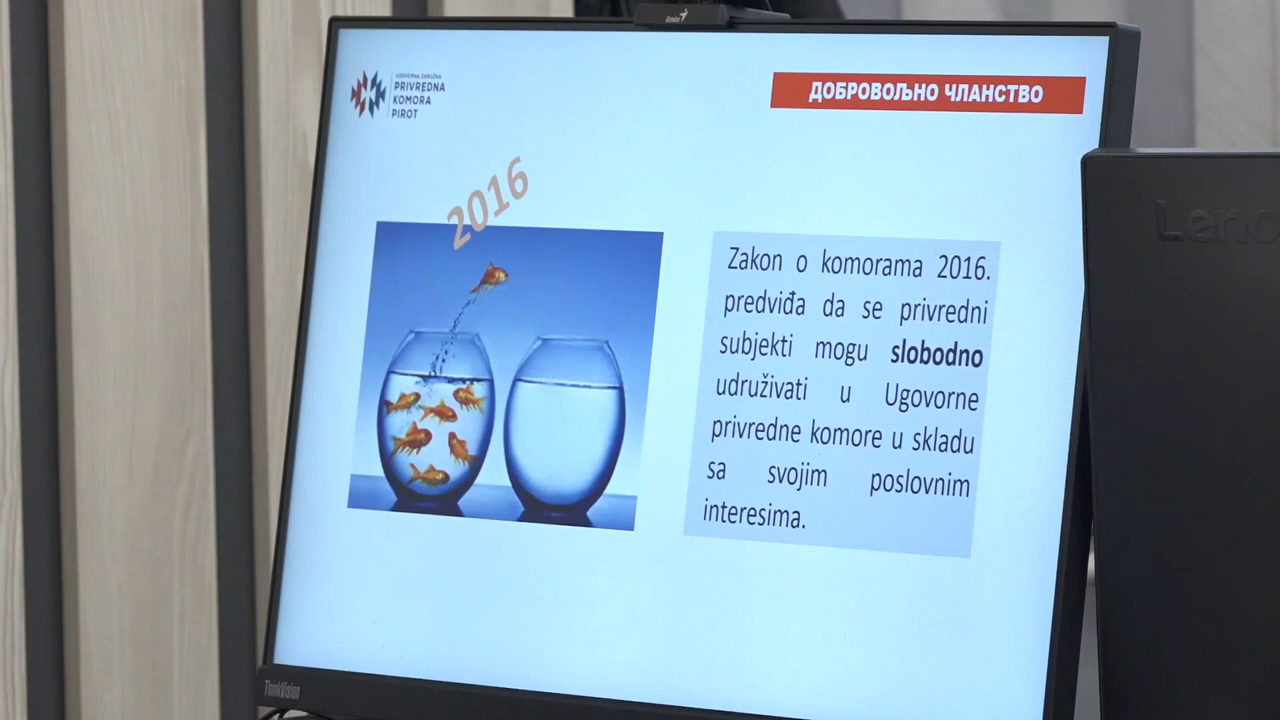 Genius
UGOVORNA OKRUŽNA
PRIVREDNA
KOMORA
PIROT
ДОБРОВОЉНО ЧЛАНСТВО
2016
Zakon o komorama 2016.
predviđa da se privredni
subjekti mogu slobodno
udruživati u Ugovorne
privredne komore u skladu
sa svojim poslovnim
interesima.
ThinkVision